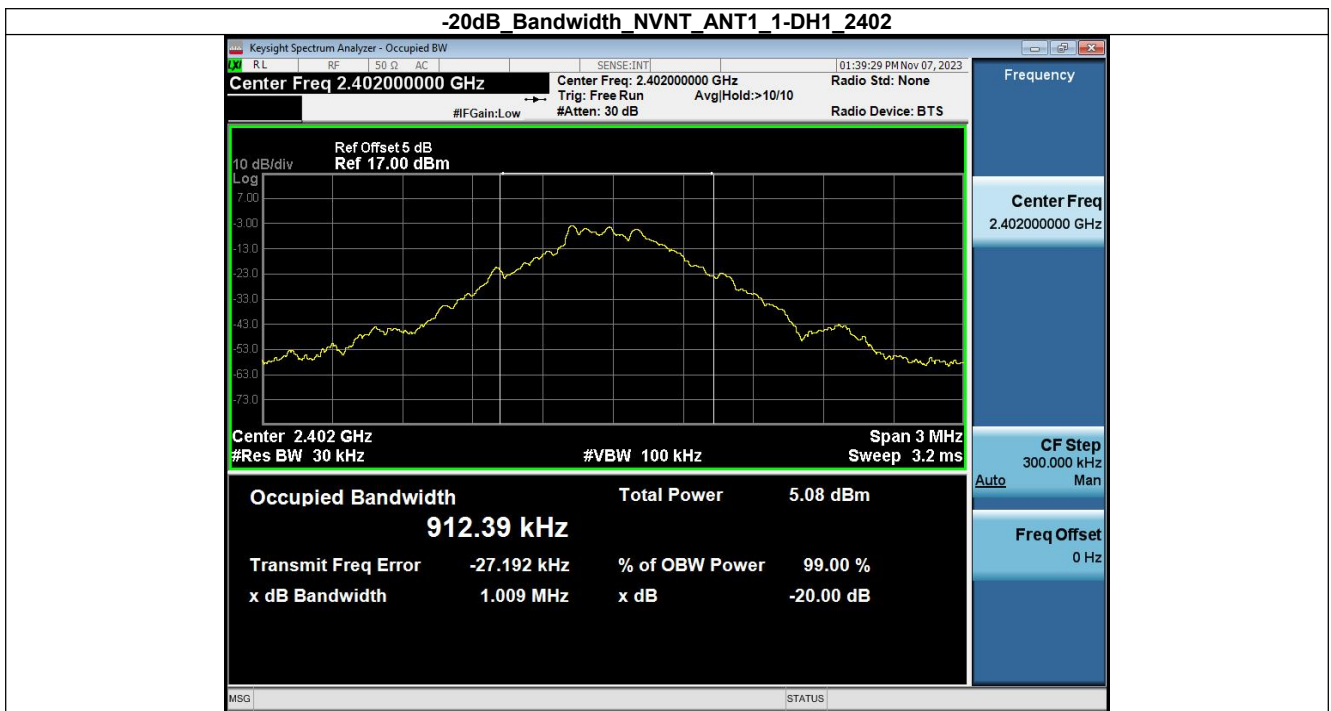 -20dB_Bandwidth_NVNT_ANT1_1-DH1_2402
Keysight Spectrum Analyzer - Occupied BW
LXI RL RF 50 Ω AC SENSE:INT 01:39:29 PM Nov 07, 2023
Center Freq 2.402000000 GHz
#IFGain:Low
Center Freq: 2.402000000 GHz
Trig: Free Run Avg|Hold:>10/10
#Atten: 30 dB
Radio Std: None
Radio Device: BTS
Ref Offset 5 dB
10 dB/div Ref 17.00 dBm
Log
7.00
-3.00
-13.0
-23.0
-33.0
-43.0
-53.0
-63.0
-73.0
Center 2.402 GHz Span 3 MHz
#Res BW 30 kHz #VBW 100 kHz Sweep 3.2 ms
Occupied Bandwidth Total Power 5.08 dBm
912.39 kHz
Transmit Freq Error -27.192 kHz % of OBW Power 99.00 %
x dB Bandwidth 1.009 MHz x dB -20.00 dB
Frequency
Center Freq
2.402000000 GHz
CF Step
300.000 kHz
Auto Man
Freq Offset
0 Hz
MSG STATUS